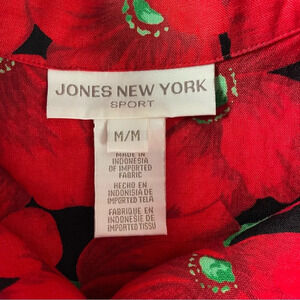 JONES NEW YORK
SPORT
M/M
MADE IN
INDONESIA
OF IMPORTED
FABRIC
HECHO EN
INDONESIA DE
IMPORTED TELA
FABRIQUE EN
INDONESIE DE
IMPORTED TISSU